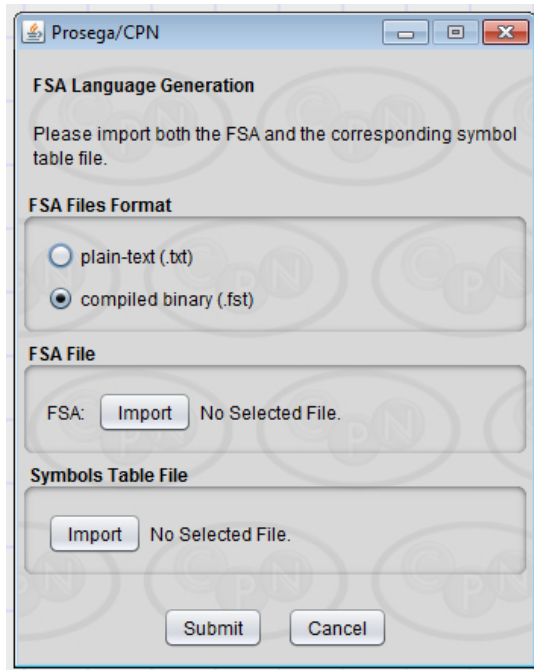 Prosega/CPN
FSA Language Generation
Please import both the FSA and the corresponding symbol
table file.
FSA Files Format
plain-text (.txt)
compiled binary (.fst)
FSA File
FSA: Import No Selected File.
Symbols Table File
Import No Selected File.
Submit Cancel